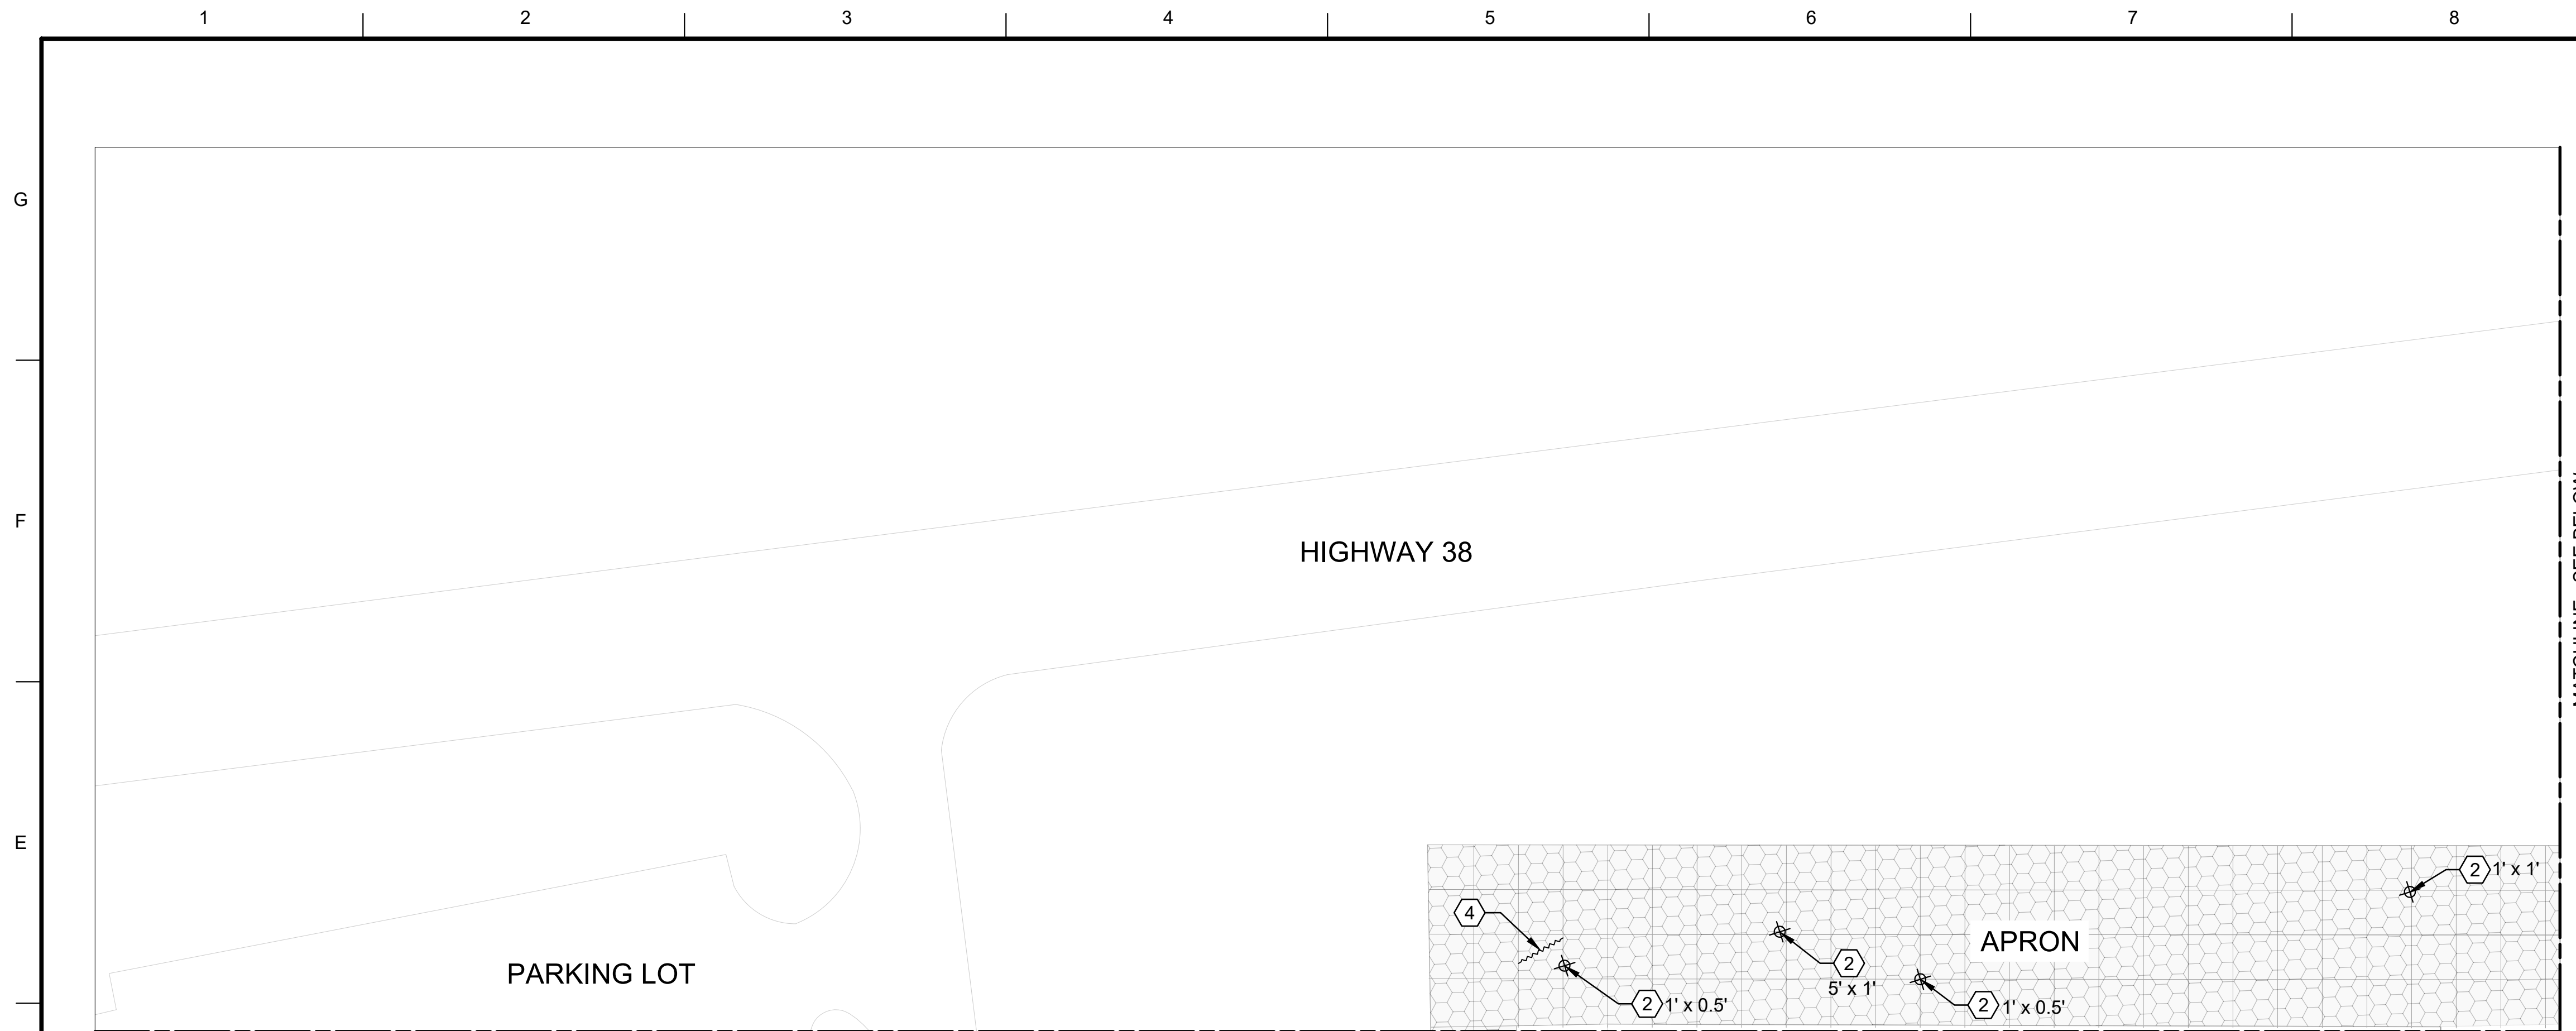 1 2 3 4 5 6 7 8
G
F
HIGHWAY 38
E
2 1' x 1'
4
APRON
2
5' x 1'
PARKING LOT
2 1' x 0.5'
2 1' x 0.5'